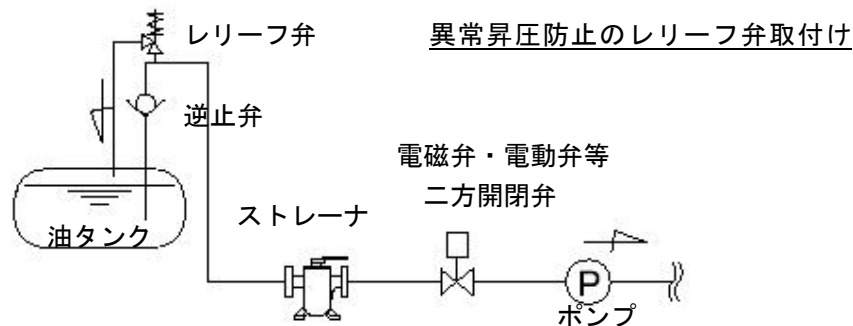 レリーフ弁
異常昇圧防止のレリーフ弁取付け
逆止弁
電磁弁・電動弁等
二方開閉弁
ストレーナ
油タンク
P
ポンプ